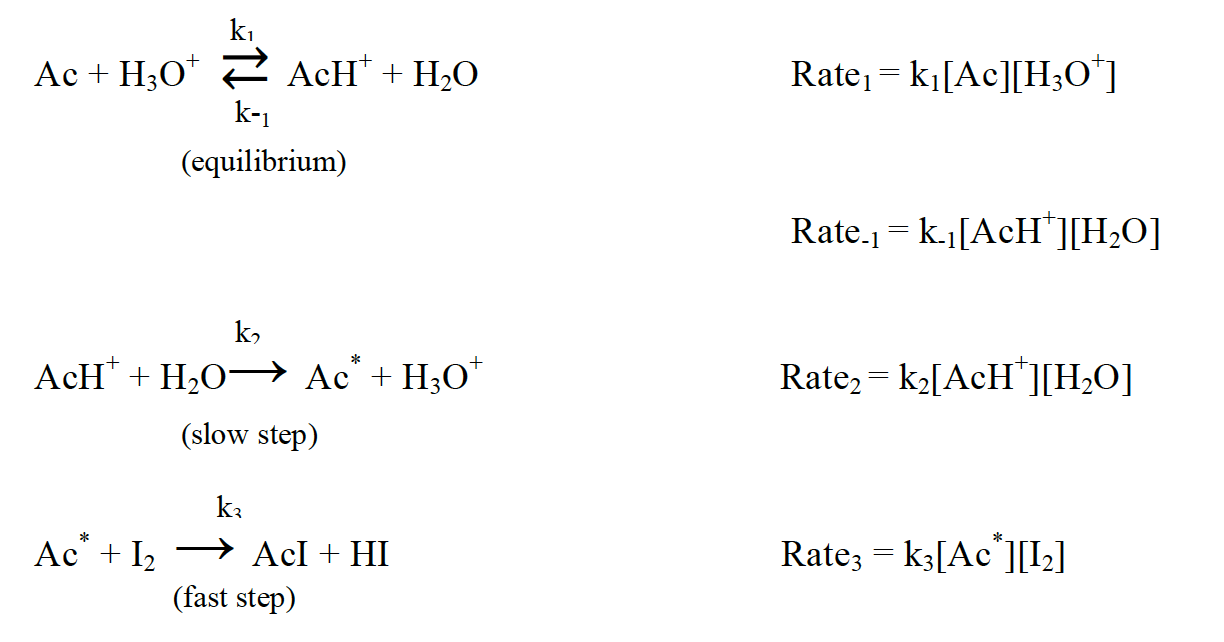 k₁
Ac + H₃O⁺ ⇄ AcH⁺ + H₂O Rate₁ = k₁[Ac][H₃O⁺]
k-₁
(equilibrium)
Rate₋₁ = k₋₁[AcH⁺][H₂O]
k₂
AcH⁺ + H₂O → Ac* + H₃O⁺ Rate₂ = k₂[AcH⁺][H₂O]
(slow step)
k₃
Ac* + I₂ → AcI + HI Rate₃ = k₃[Ac*][I₂]
(fast step)